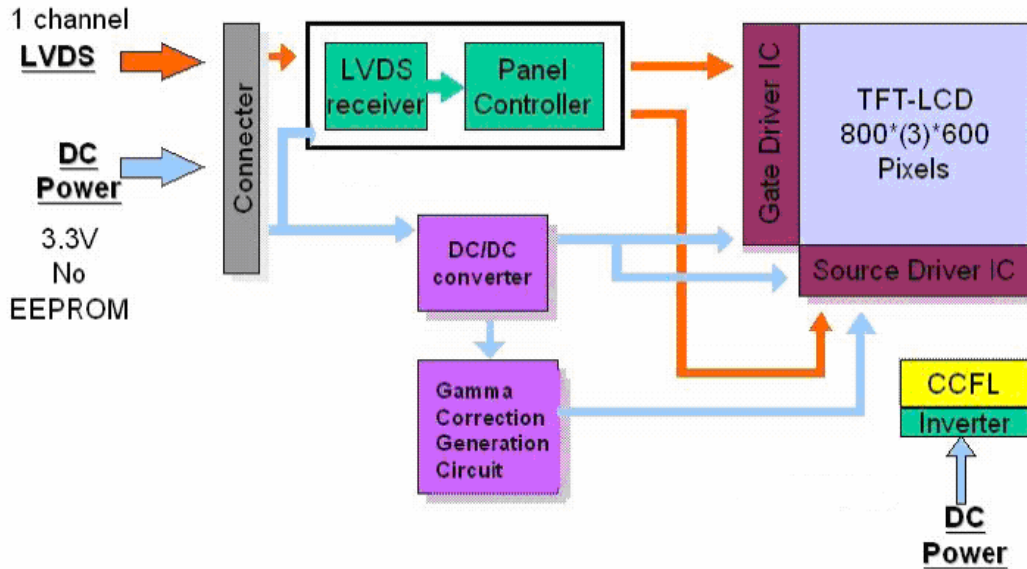 1 channel
LVDS
DC
Power
3.3V
No
EEPROM
Connecter
LVDS
receiver
Panel
Controller
DC/DC
converter
Gamma
Correction
Generation
Circuit
Gate Driver IC
TFT-LCD
800*(3)*600
Pixels
Source Driver IC
CCFL
Inverter
DC
Power